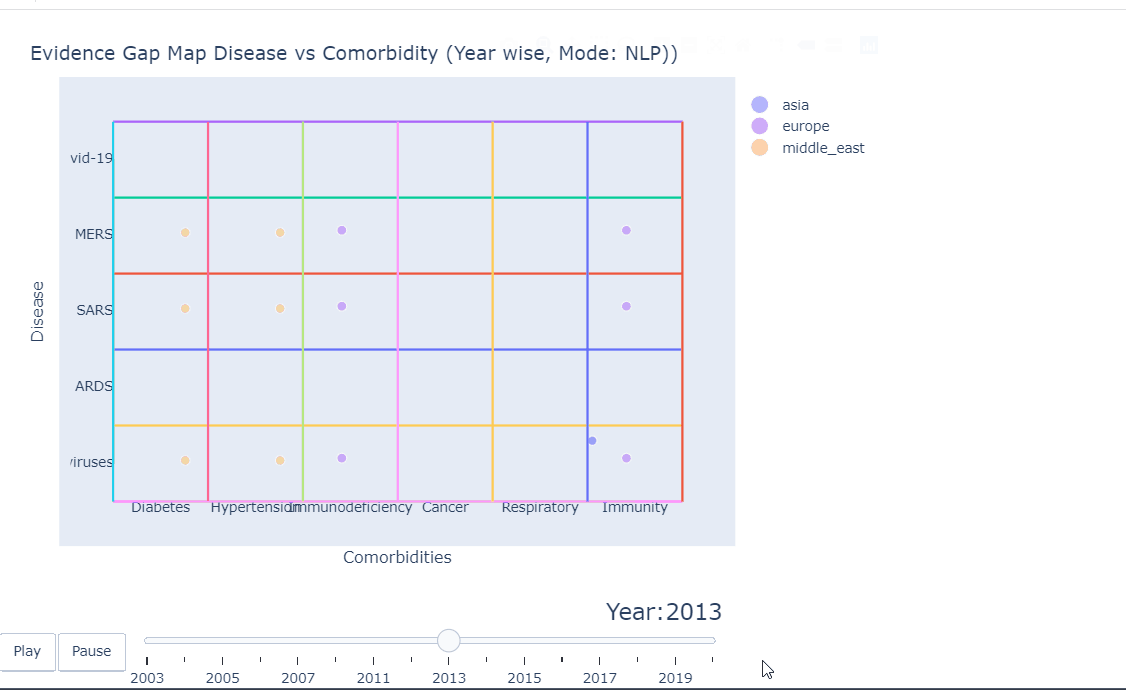 Evidence Gap Map Disease vs Comorbidity (Year wise, Mode: NLP))
asia
europe
middle_east
vid-19
MERS
SARS
ARDS
viruses
Disease
Diabetes Hypertension Immunodeficiency Cancer Respiratory Immunity
Comorbidities
Year:2013
Play Pause
2003 2005 2007 2011 2013 2015 2017 2019